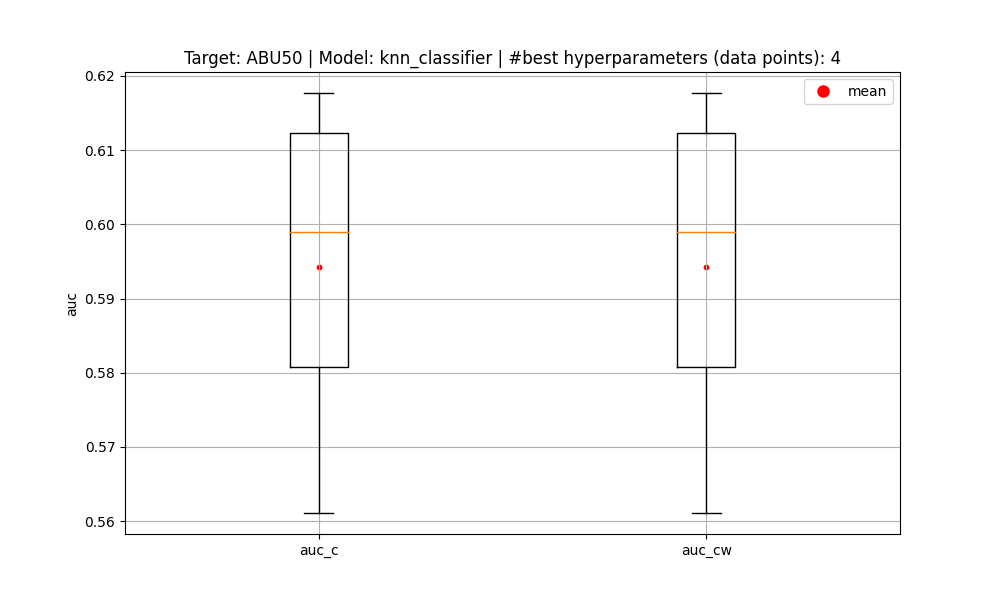 Target: ABU50 | Model: knn_classifier | #best hyperparameters (data points): 4
mean
0.62
0.61
0.60
0.59
0.58
0.57
0.56
auc
auc_c
auc_cw